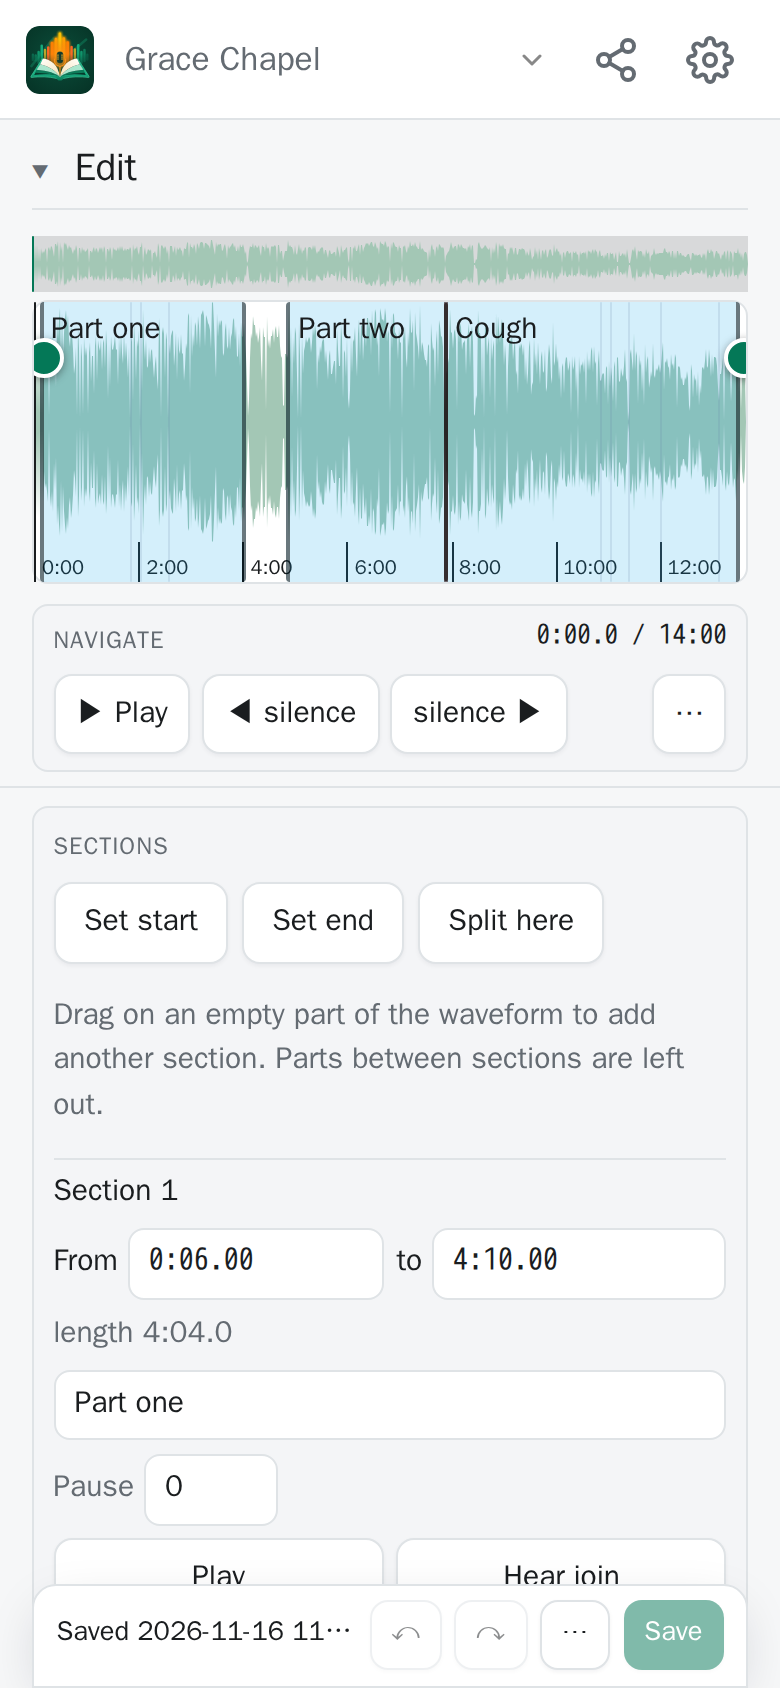 Grace Chapel
Edit
Part one
Part two
Cough
0:00
2:00
4:00
6:00
8:00
10:00
12:00
NAVIGATE
0:00.0 / 14:00
Play
silence
silence
···
SECTIONS
Set start
Set end
Split here
Drag on an empty part of the waveform to add
another section. Parts between sections are left
out.
Section 1
From 0:06.00 to 4:10.00
length 4:04.0
Part one
Pause 0
Play
Hear join
Saved 2026-11-16 11···
···
Save